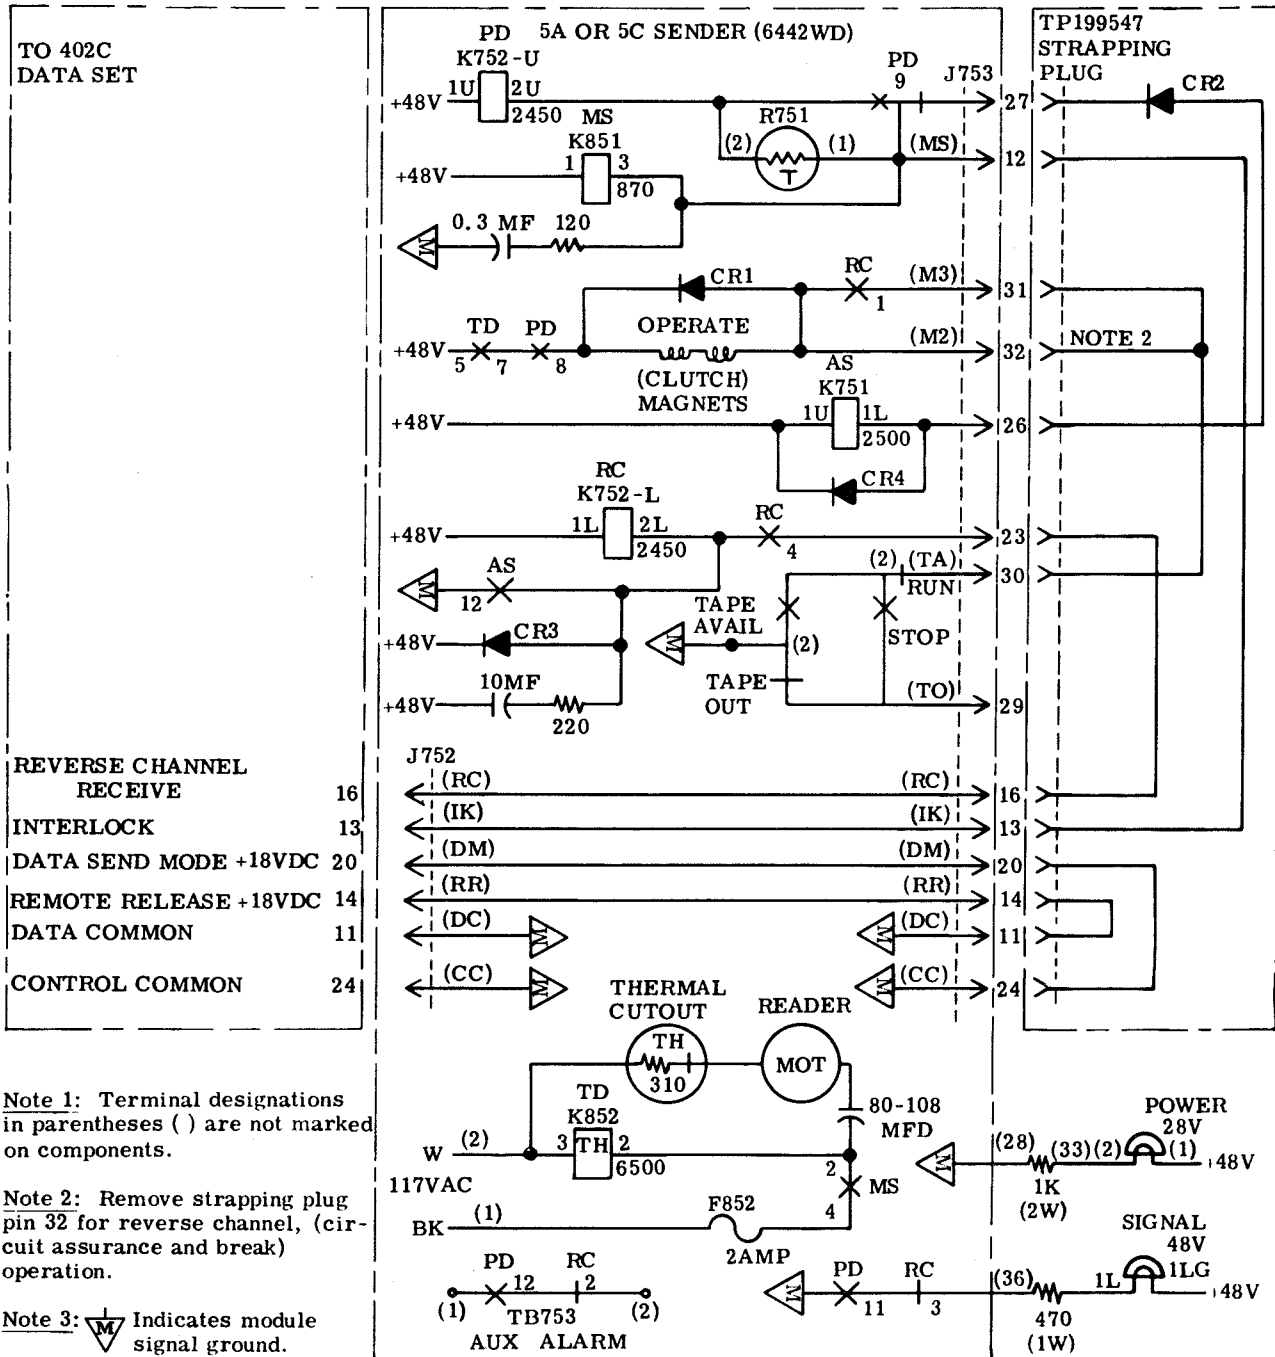 TO 402C
DATA SET
5A OR 5C SENDER (6442WD)
TP199547
STRAPPING
PLUG
PD
K752-U
1U 2U
+48V
2450
PD
9
J753
27
CR2
MS
K851
1 3
+48V
870
R751
(2) (1)
T
(MS)
12
0.3 MF 120
M
CR1
RC
1
(M3)
31
TD PD
+48V
5 7 8
OPERATE
(CLUTCH)
MAGNETS
(M2)
32
NOTE 2
AS
K751
1U 1L
+48V
2500
26
CR4
RC
K752-L
1L 2L
+48V
2450
RC
4
23
AS
M
12
(2) (TA)
RUN
30
TAPE
AVAIL
STOP
+48V
CR3
M
(2)
10MF
+48V
220
TAPE
OUT
(TO)
29
J752
REVERSE CHANNEL
RECEIVE 16
(RC) (RC) 16
INTERLOCK 13
(IK) (IK) 13
DATA SEND MODE +18VDC 20
(DM) (DM) 20
REMOTE RELEASE +18VDC 14
(RR) (RR) 14
DATA COMMON 11
(DC) M M (DC) 11
CONTROL COMMON 24
(CC) M M (CC) 24
THERMAL
CUTOUT
READER
TH
310
MOT
TD
K852
W (2) 3 TH 2
6500
80-108
MFD
2
MS
4
117VAC
BK (1)
F852
2AMP
M
(28) (33) (2) (1)
1K
(2W)
POWER
28V
+48V
SIGNAL
48V
1L 1LG
+48V
PD RC
12 2
(1) (2)
TB753
AUX ALARM
M
PD RC
11 3
(36)
470
(1W)
Note 1: Terminal designations
in parentheses ( ) are not marked
on components.
Note 2: Remove strapping plug
pin 32 for reverse channel, (cir-
cuit assurance and break)
operation.
Note 3: M Indicates module
signal ground.